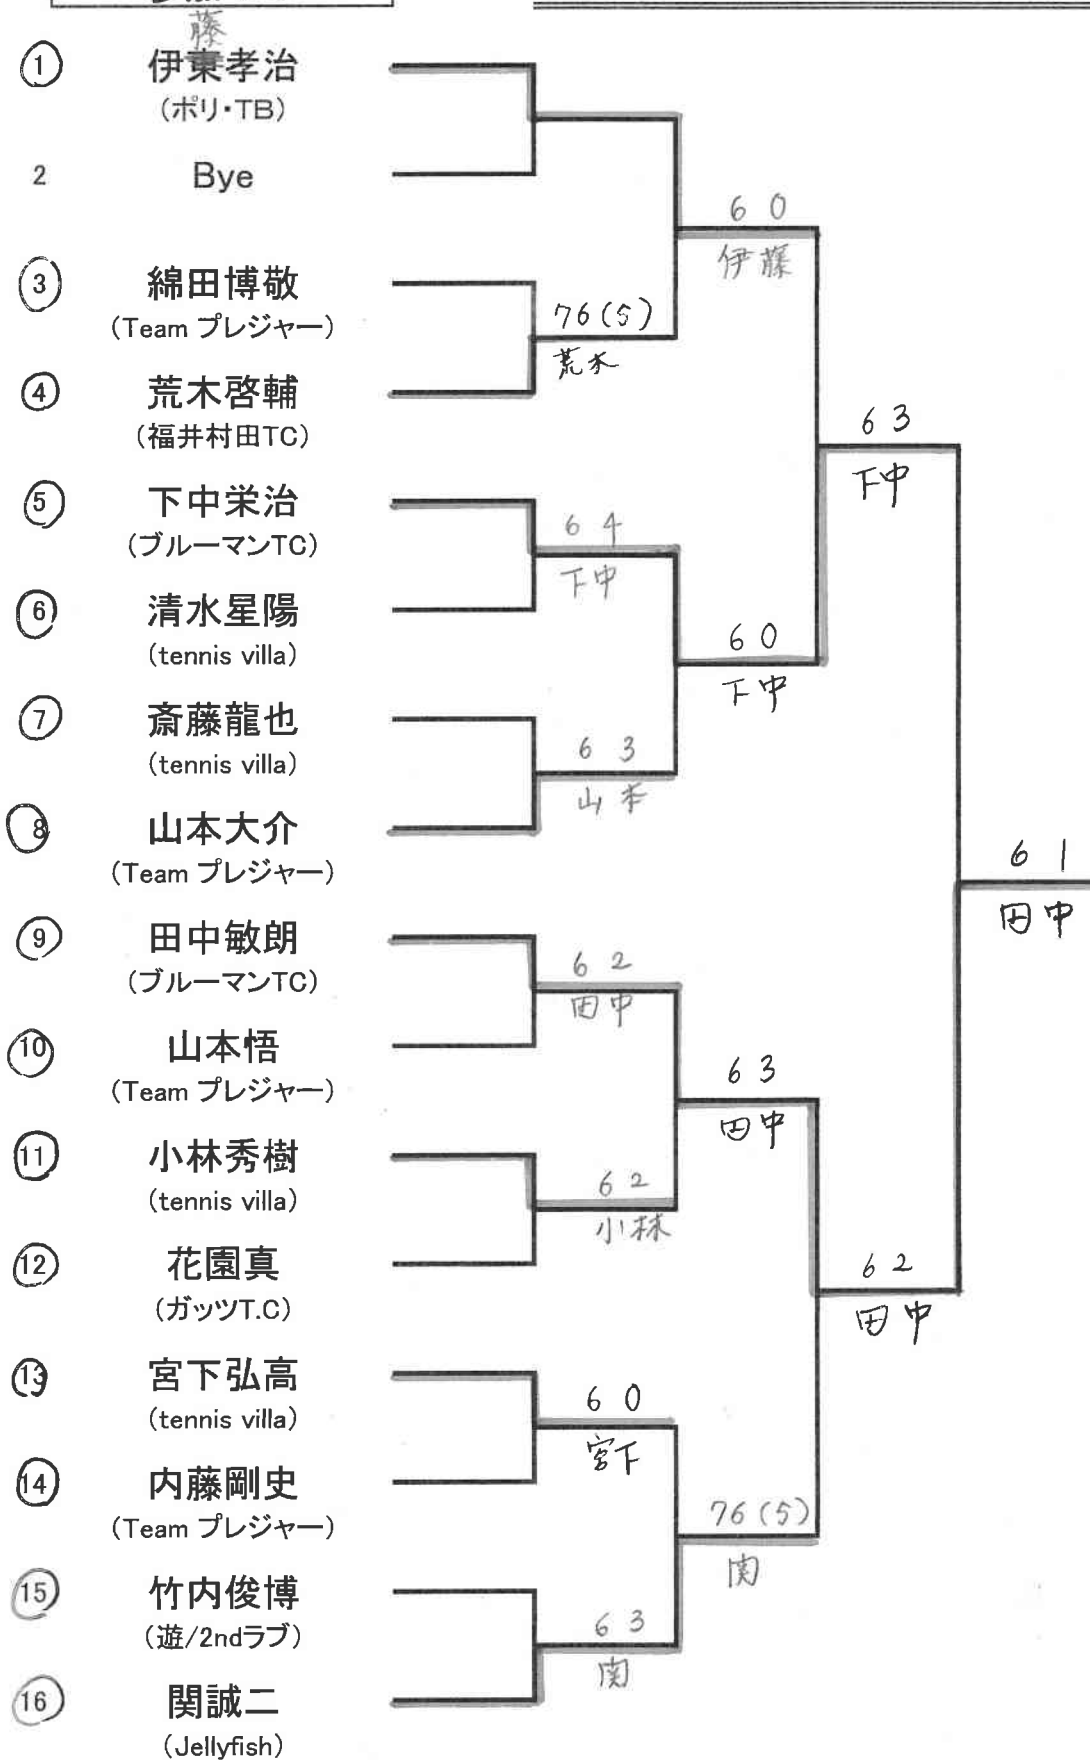 藤
1 伊東孝治
(ポリ・TB)
2 Bye
6 0
伊藤
3 綿田博敬
(Team プレジャー)
76(5)
荒木
4 荒木啓輔
(福井村田TC)
6 3
下中
5 下中栄治
(ブルーマンTC)
6 4
下中
6 清水星陽
(tennis villa)
6 0
下中
7 斎藤龍也
(tennis villa)
6 3
山本
8 山本大介
(Team プレジャー)
6 1
田中
9 田中敏朗
(ブルーマンTC)
6 2
田中
10 山本悟
(Team プレジャー)
6 3
田中
11 小林秀樹
(tennis villa)
6 2
小林
12 花園真
(ガッツT.C)
6 2
田中
13 宮下弘高
(tennis villa)
6 0
宮下
14 内藤剛史
(Team プレジャー)
76(5)
関
15 竹内俊博
(遊/2ndラブ)
6 3
関
16 関誠二
(Jellyfish)